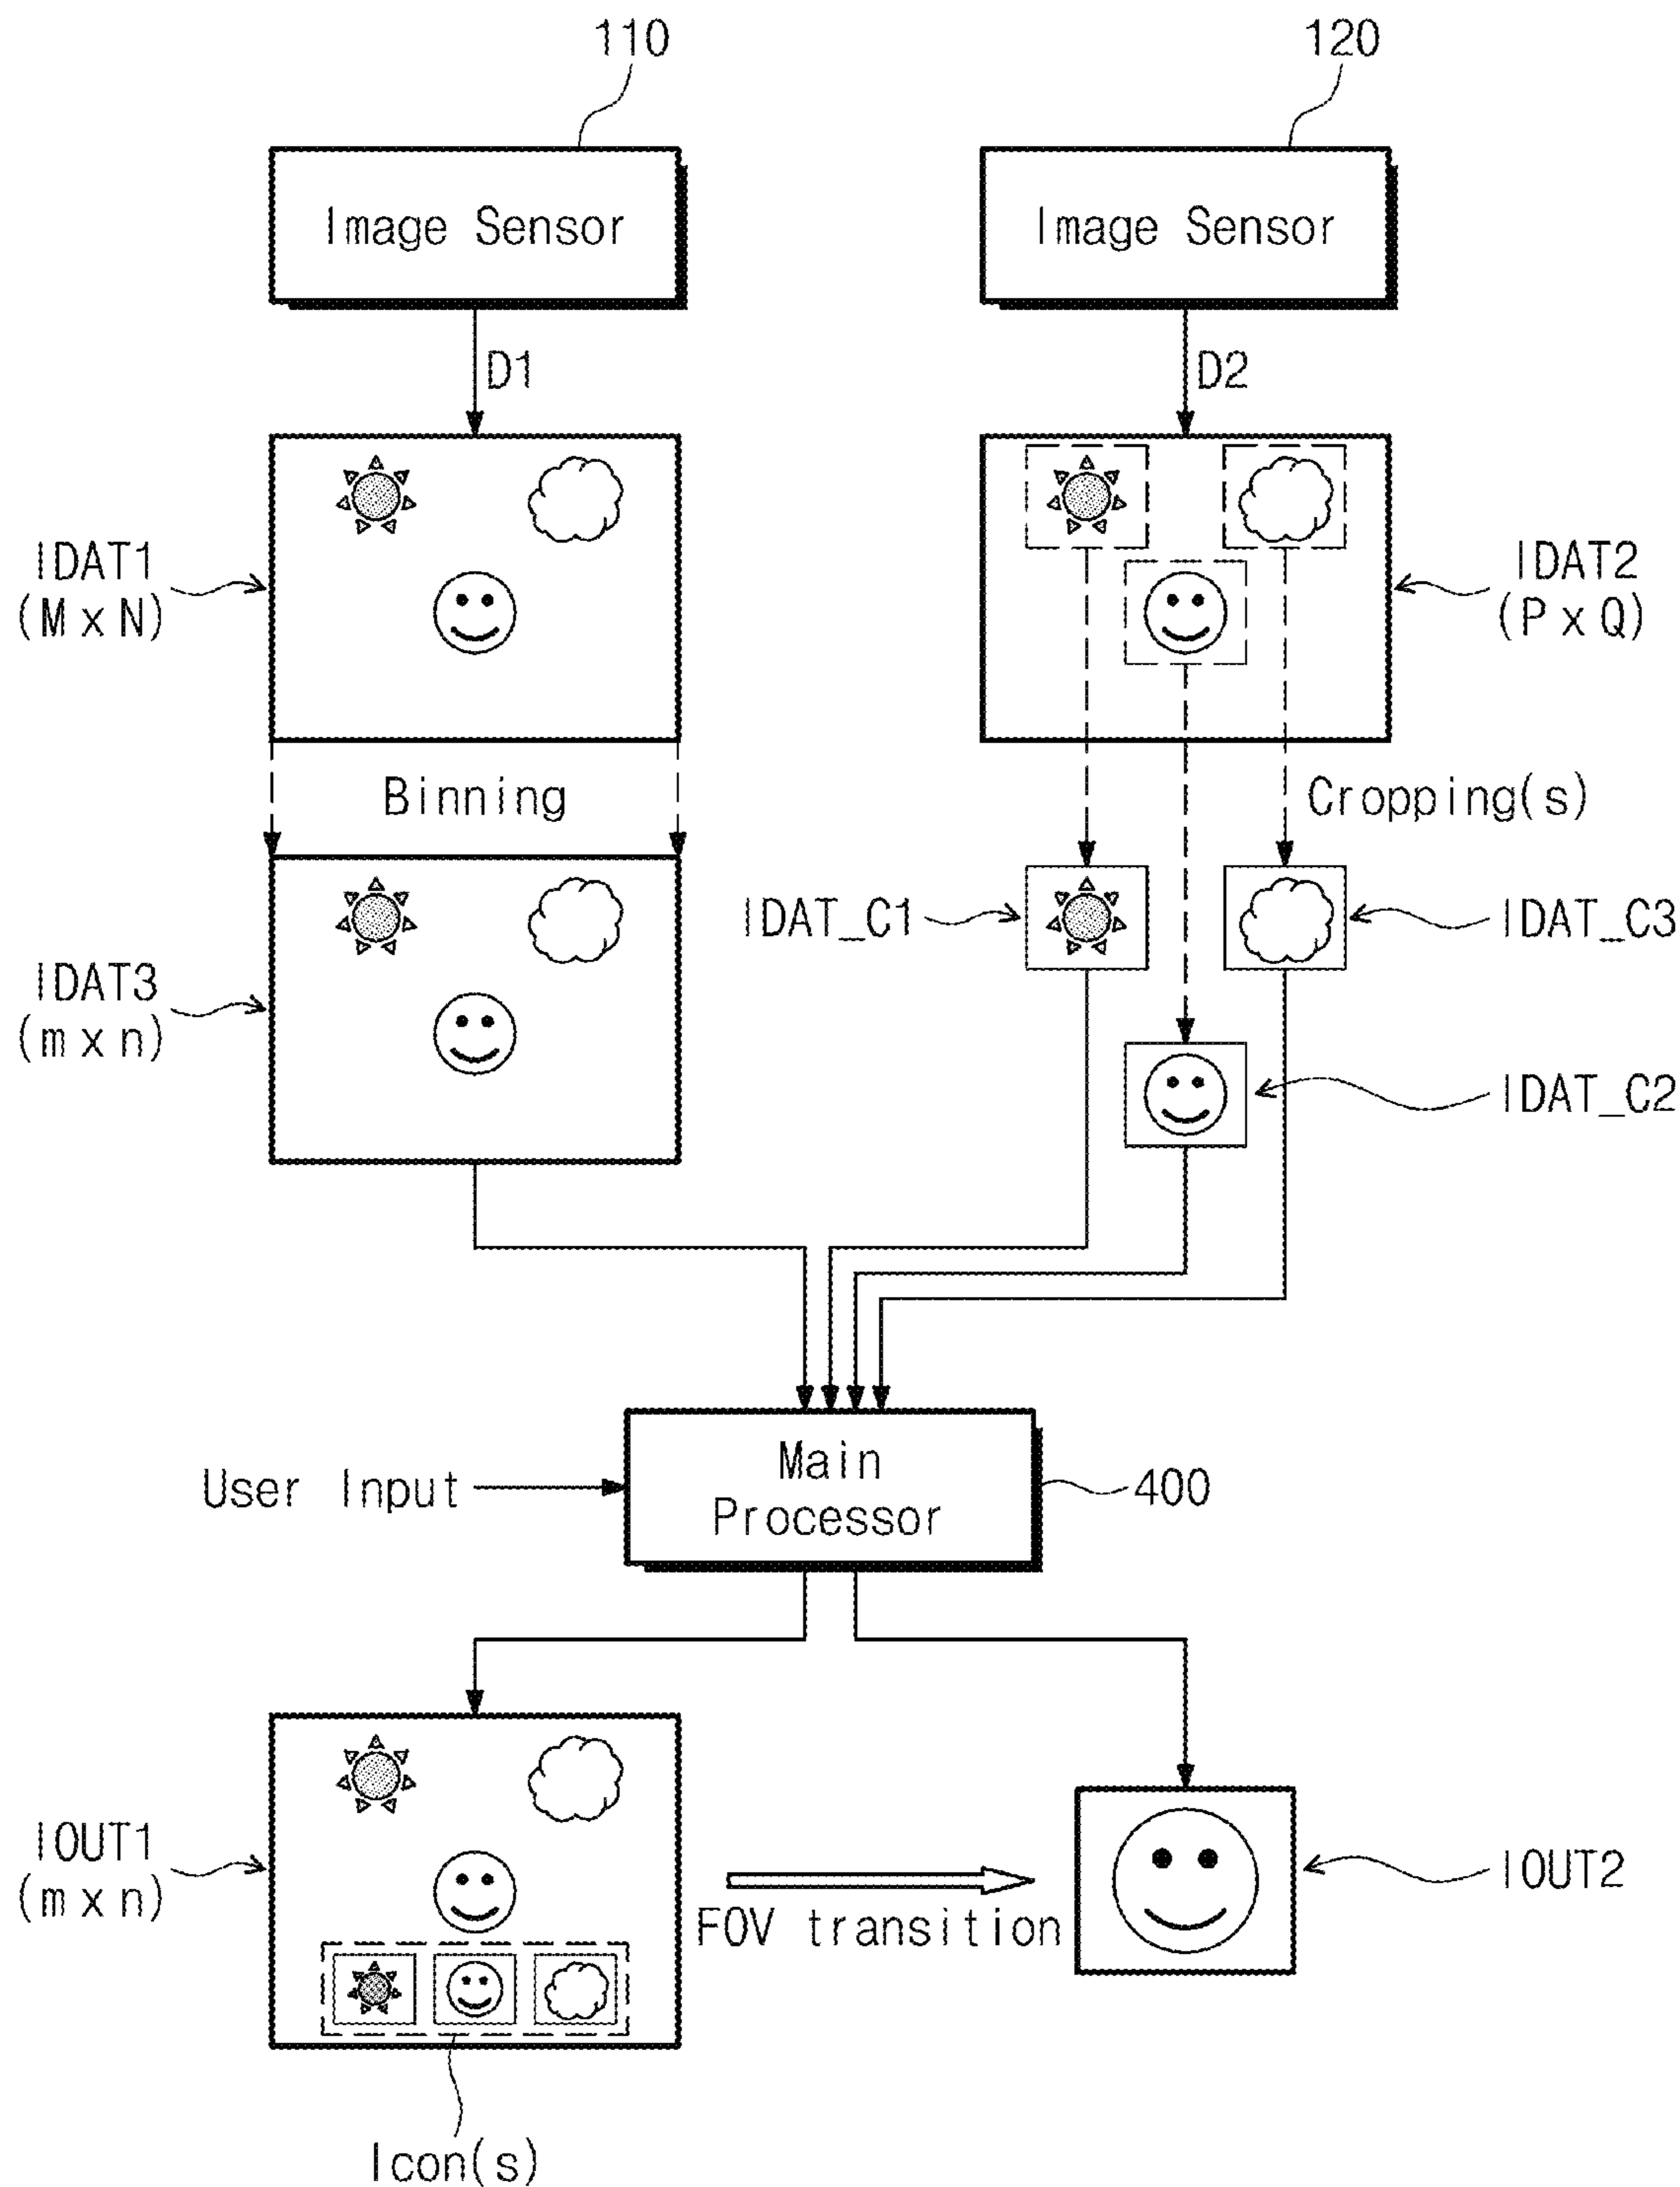 110
120
Image Sensor
Image Sensor
D1
D2
IDAT1
(M x N)
IDAT2
(P x Q)
Binning
Cropping(s)
IDAT_C1
IDAT_C3
IDAT3
(m x n)
IDAT_C2
User Input
Main
Processor
400
IOUT1
(m x n)
FOV transition
IOUT2
Icon(s)